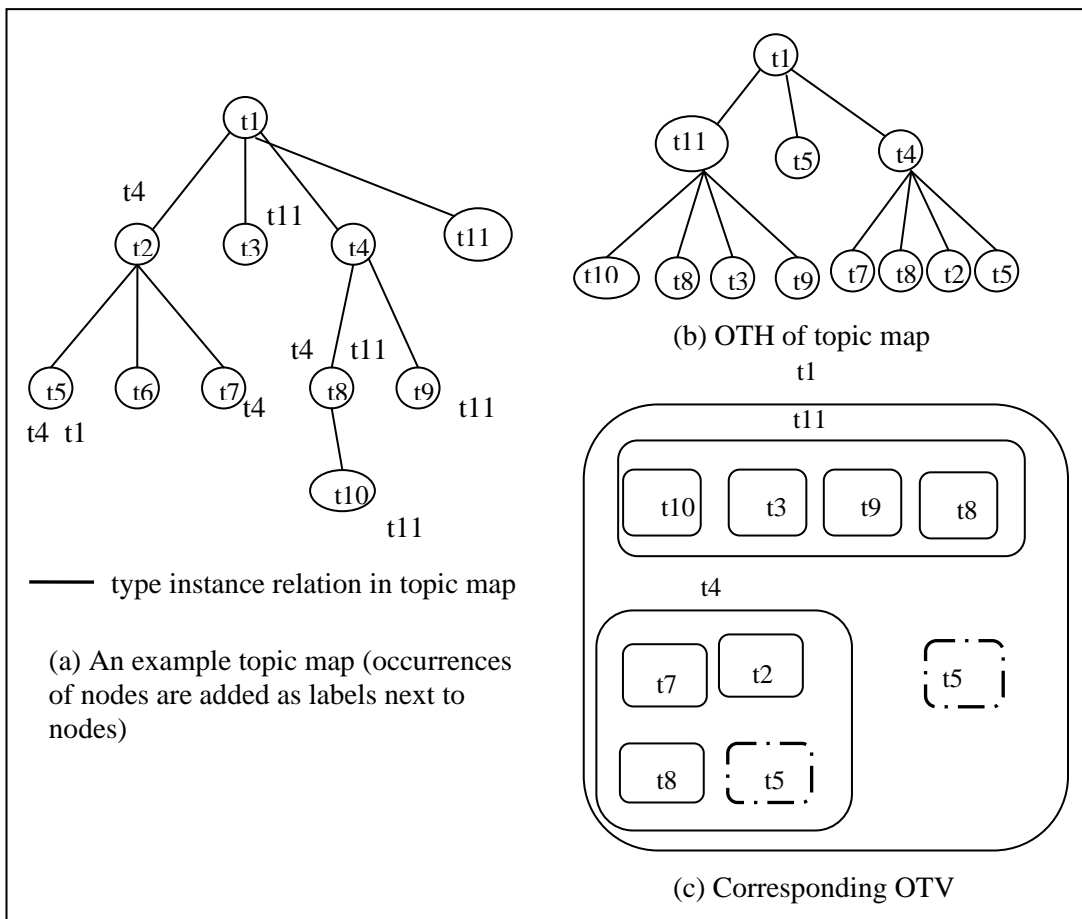 t1
t4
t11
t2
t3
t4
t11
t4
t11
t5
t6
t7
t4
t8
t9
t11
t4 t1
t10
t11
type instance relation in topic map
(a) An example topic map (occurrences
of nodes are added as labels next to
nodes)
t1
t11
t5
t4
t10
t8
t3
t9
t7
t8
t2
t5
(b) OTH of topic map
t1
t11
t10
t3
t9
t8
t4
t7
t2
t5
t8
t5
(c) Corresponding OTV